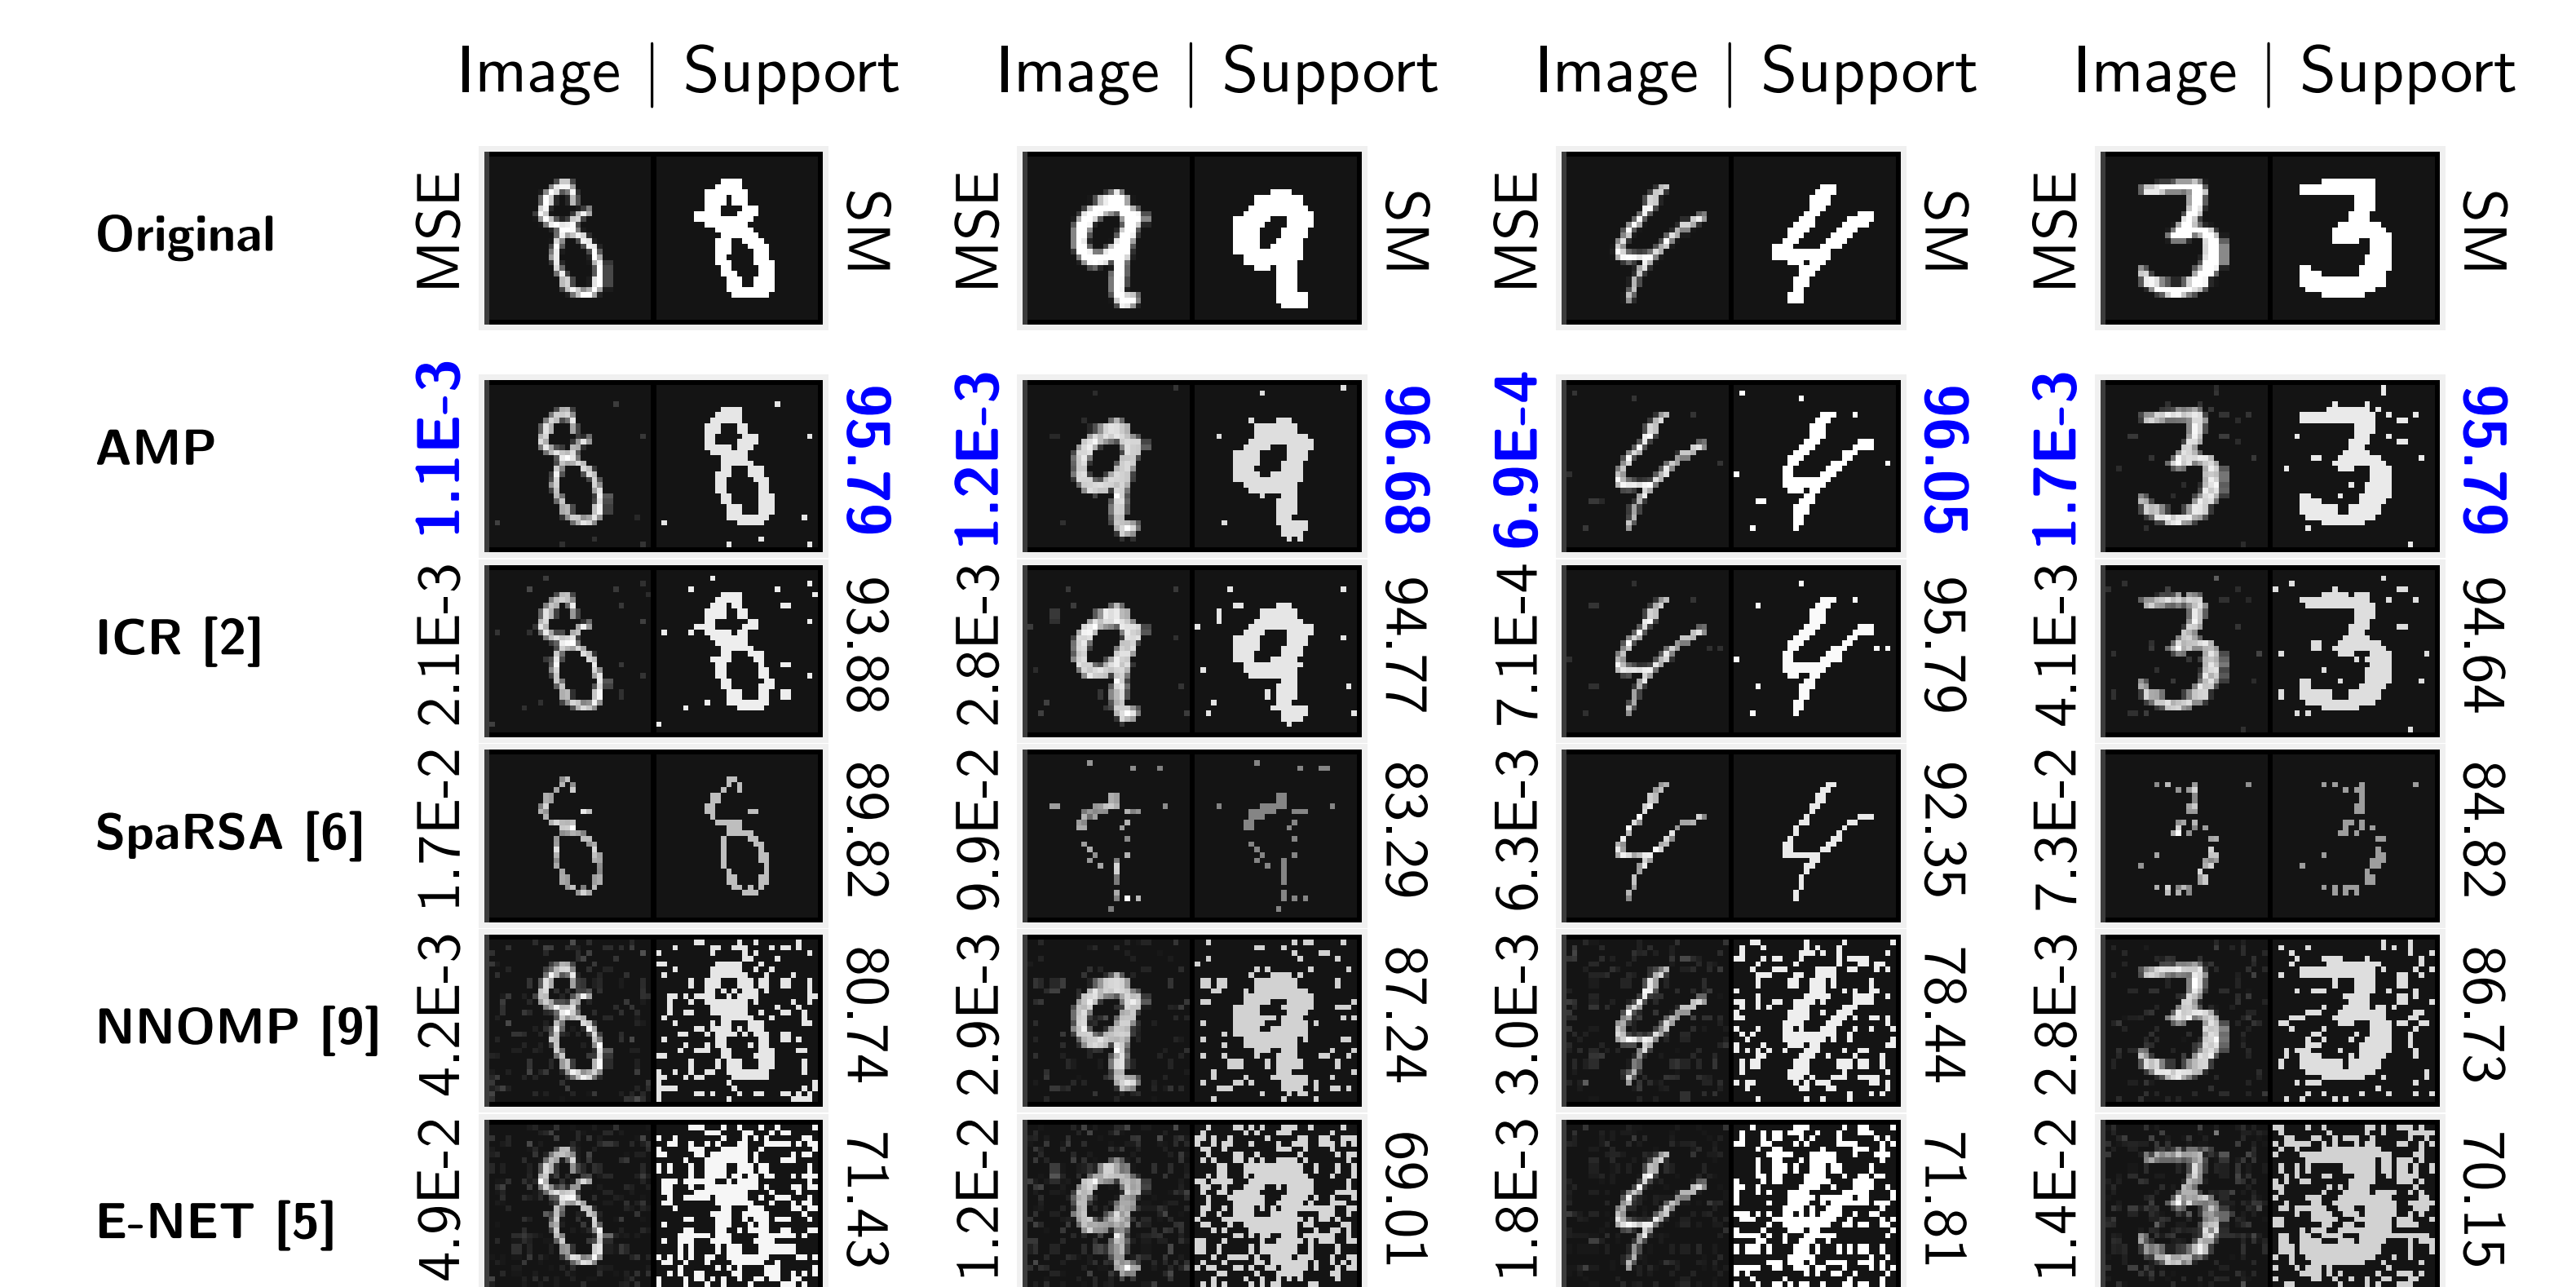 Image | Support Image | Support Image | Support Image | Support
Original MSE SM MSE SM MSE SM MSE SM
AMP 1.1E-3 95.79 1.2E-3 96.68 6.9E-4 96.05 1.7E-3 95.79
ICR [2] 2.1E-3 93.88 2.8E-3 94.77 7.1E-4 95.79 4.1E-3 94.64
SpaRSA [6] 1.7E-2 89.82 9.9E-2 83.29 6.3E-3 92.35 7.3E-2 84.82
NNOMP [9] 4.2E-3 80.74 2.9E-3 87.24 3.0E-3 78.44 2.8E-3 86.73
E-NET [5] 4.9E-2 71.43 1.2E-2 69.01 1.8E-3 71.81 1.4E-2 70.15